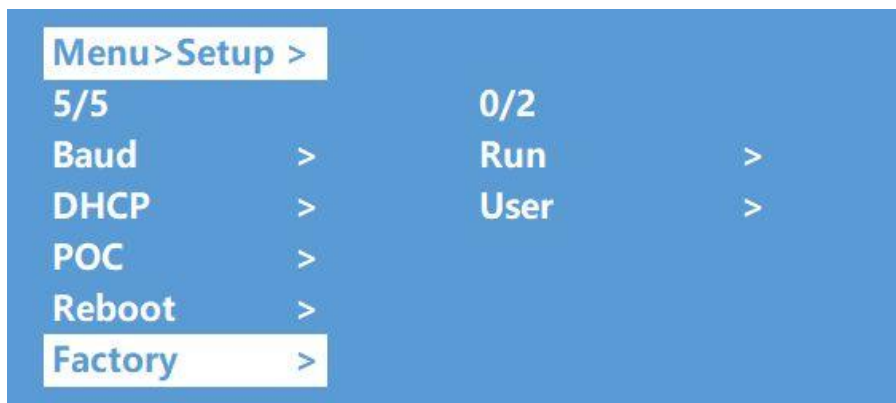 Menu>Setup >
5/5 0/2
Baud > Run >
DHCP > User >
POC >
Reboot >
Factory >